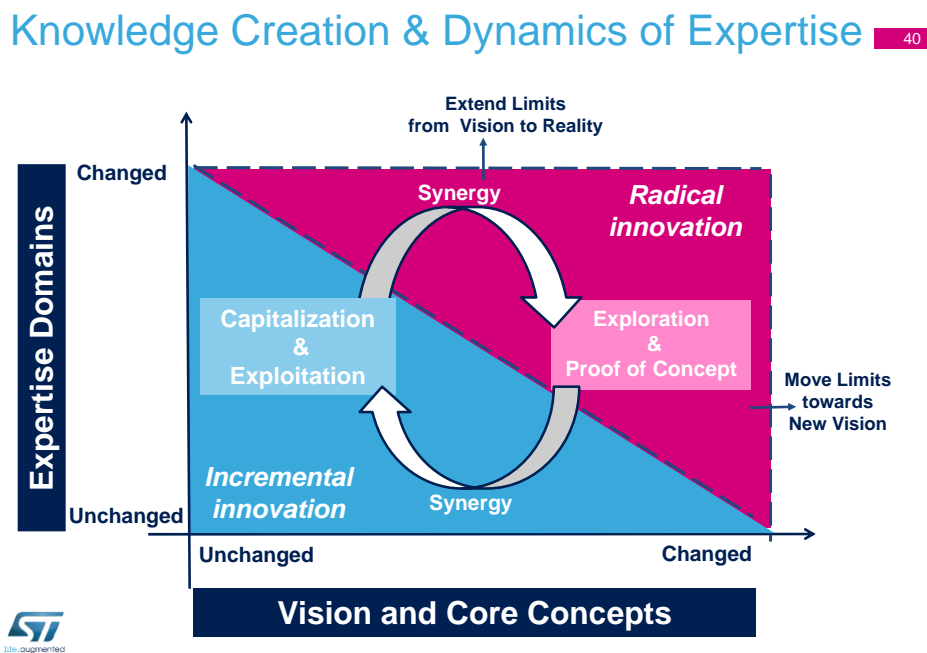 Knowledge Creation & Dynamics of Expertise
40
Extend Limits
from Vision to Reality
Changed
Synergy
Radical
innovation
Expertise Domains
Capitalization
&
Exploitation
Exploration
&
Proof of Concept
Move Limits
towards
New Vision
Incremental
innovation
Synergy
Unchanged
Unchanged
Changed
Vision and Core Concepts
ST
life.augmented